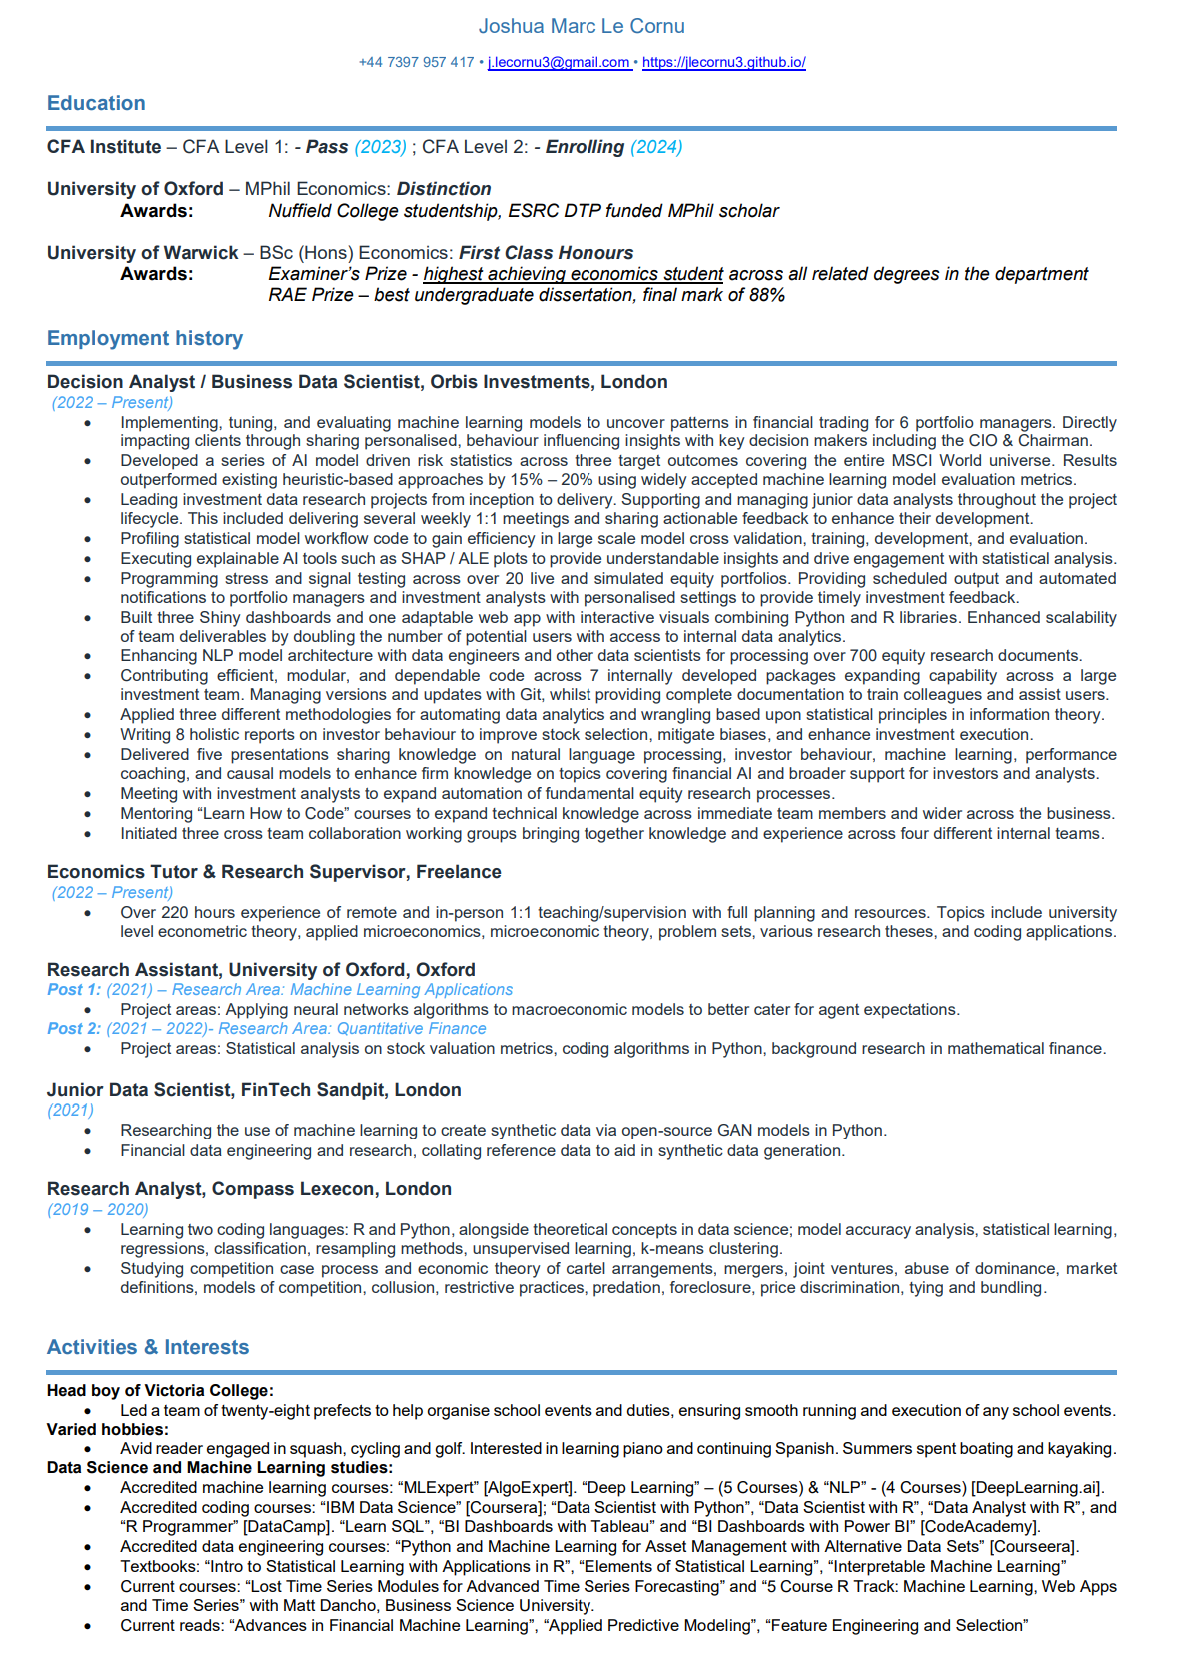 Joshua Marc Le Cornu
+44 7397 957 417 • j.lecornu3@gmail.com • https://jlecornu3.github.io/
Education
CFA Institute – CFA Level 1: - Pass (2023) ; CFA Level 2: - Enrolling (2024)
University of Oxford – MPhil Economics: Distinction
Awards: Nuffield College studentship, ESRC DTP funded MPhil scholar
University of Warwick – BSc (Hons) Economics: First Class Honours
Awards: Examiner's Prize - highest achieving economics student across all related degrees in the department
RAE Prize – best undergraduate dissertation, final mark of 88%
Employment history
Decision Analyst / Business Data Scientist, Orbis Investments, London
(2022 – Present)
• Implementing, tuning, and evaluating machine learning models to uncover patterns in financial trading for 6 portfolio managers. Directly
impacting clients through sharing personalised, behaviour influencing insights with key decision makers including the CIO & Chairman.
• Developed a series of AI model driven risk statistics across three target outcomes covering the entire MSCI World universe. Results
outperformed existing heuristic-based approaches by 15% – 20% using widely accepted machine learning model evaluation metrics.
• Leading investment data research projects from inception to delivery. Supporting and managing junior data analysts throughout the project
lifecycle. This included delivering several weekly 1:1 meetings and sharing actionable feedback to enhance their development.
• Profiling statistical model workflow code to gain efficiency in large scale model cross validation, training, development, and evaluation.
• Executing explainable AI tools such as SHAP / ALE plots to provide understandable insights and drive engagement with statistical analysis.
• Programming stress and signal testing across over 20 live and simulated equity portfolios. Providing scheduled output and automated
notifications to portfolio managers and investment analysts with personalised settings to provide timely investment feedback.
• Built three Shiny dashboards and one adaptable web app with interactive visuals combining Python and R libraries. Enhanced scalability
of team deliverables by doubling the number of potential users with access to internal data analytics.
• Enhancing NLP model architecture with data engineers and other data scientists for processing over 700 equity research documents.
• Contributing efficient, modular, and dependable code across 7 internally developed packages expanding capability across a large
investment team. Managing versions and updates with Git, whilst providing complete documentation to train colleagues and assist users.
• Applied three different methodologies for automating data analytics and wrangling based upon statistical principles in information theory.
• Writing 8 holistic reports on investor behaviour to improve stock selection, mitigate biases, and enhance investment execution.
• Delivered five presentations sharing knowledge on natural language processing, investor behaviour, machine learning, performance
coaching, and causal models to enhance firm knowledge on topics covering financial AI and broader support for investors and analysts.
• Meeting with investment analysts to expand automation of fundamental equity research processes.
• Mentoring “Learn How to Code” courses to expand technical knowledge across immediate team members and wider across the business.
• Initiated three cross team collaboration working groups bringing together knowledge and experience across four different internal teams.
Economics Tutor & Research Supervisor, Freelance
(2022 – Present)
• Over 220 hours experience of remote and in-person 1:1 teaching/supervision with full planning and resources. Topics include university
level econometric theory, applied microeconomics, microeconomic theory, problem sets, various research theses, and coding applications.
Research Assistant, University of Oxford, Oxford
Post 1: (2021) – Research Area: Machine Learning Applications
• Project areas: Applying neural networks algorithms to macroeconomic models to better cater for agent expectations.
Post 2: (2021 – 2022)- Research Area: Quantitative Finance
• Project areas: Statistical analysis on stock valuation metrics, coding algorithms in Python, background research in mathematical finance.
Junior Data Scientist, FinTech Sandpit, London
(2021)
• Researching the use of machine learning to create synthetic data via open-source GAN models in Python.
• Financial data engineering and research, collating reference data to aid in synthetic data generation.
Research Analyst, Compass Lexecon, London
(2019 – 2020)
• Learning two coding languages: R and Python, alongside theoretical concepts in data science; model accuracy analysis, statistical learning,
regressions, classification, resampling methods, unsupervised learning, k-means clustering.
• Studying competition case process and economic theory of cartel arrangements, mergers, joint ventures, abuse of dominance, market
definitions, models of competition, collusion, restrictive practices, predation, foreclosure, price discrimination, tying and bundling.
Activities & Interests
Head boy of Victoria College:
• Led a team of twenty-eight prefects to help organise school events and duties, ensuring smooth running and execution of any school events.
Varied hobbies:
• Avid reader engaged in squash, cycling and golf. Interested in learning piano and continuing Spanish. Summers spent boating and kayaking.
Data Science and Machine Learning studies:
• Accredited machine learning courses: “MLExpert” [AlgoExpert]. “Deep Learning” – (5 Courses) & “NLP” - (4 Courses) [DeepLearning.ai].
• Accredited coding courses: “IBM Data Science” [Coursera]; “Data Scientist with Python”, “Data Scientist with R”, “Data Analyst with R”, and
“R Programmer” [DataCamp]. “Learn SQL”, “BI Dashboards with Tableau” and “BI Dashboards with Power BI” [CodeAcademy].
• Accredited data engineering courses: “Python and Machine Learning for Asset Management with Alternative Data Sets” [Courseera].
• Textbooks: “Intro to Statistical Learning with Applications in R”, “Elements of Statistical Learning”, “Interpretable Machine Learning”
• Current courses: “Lost Time Series Modules for Advanced Time Series Forecasting” and “5 Course R Track: Machine Learning, Web Apps
and Time Series” with Matt Dancho, Business Science University.
• Current reads: “Advances in Financial Machine Learning”, “Applied Predictive Modeling”, “Feature Engineering and Selection”